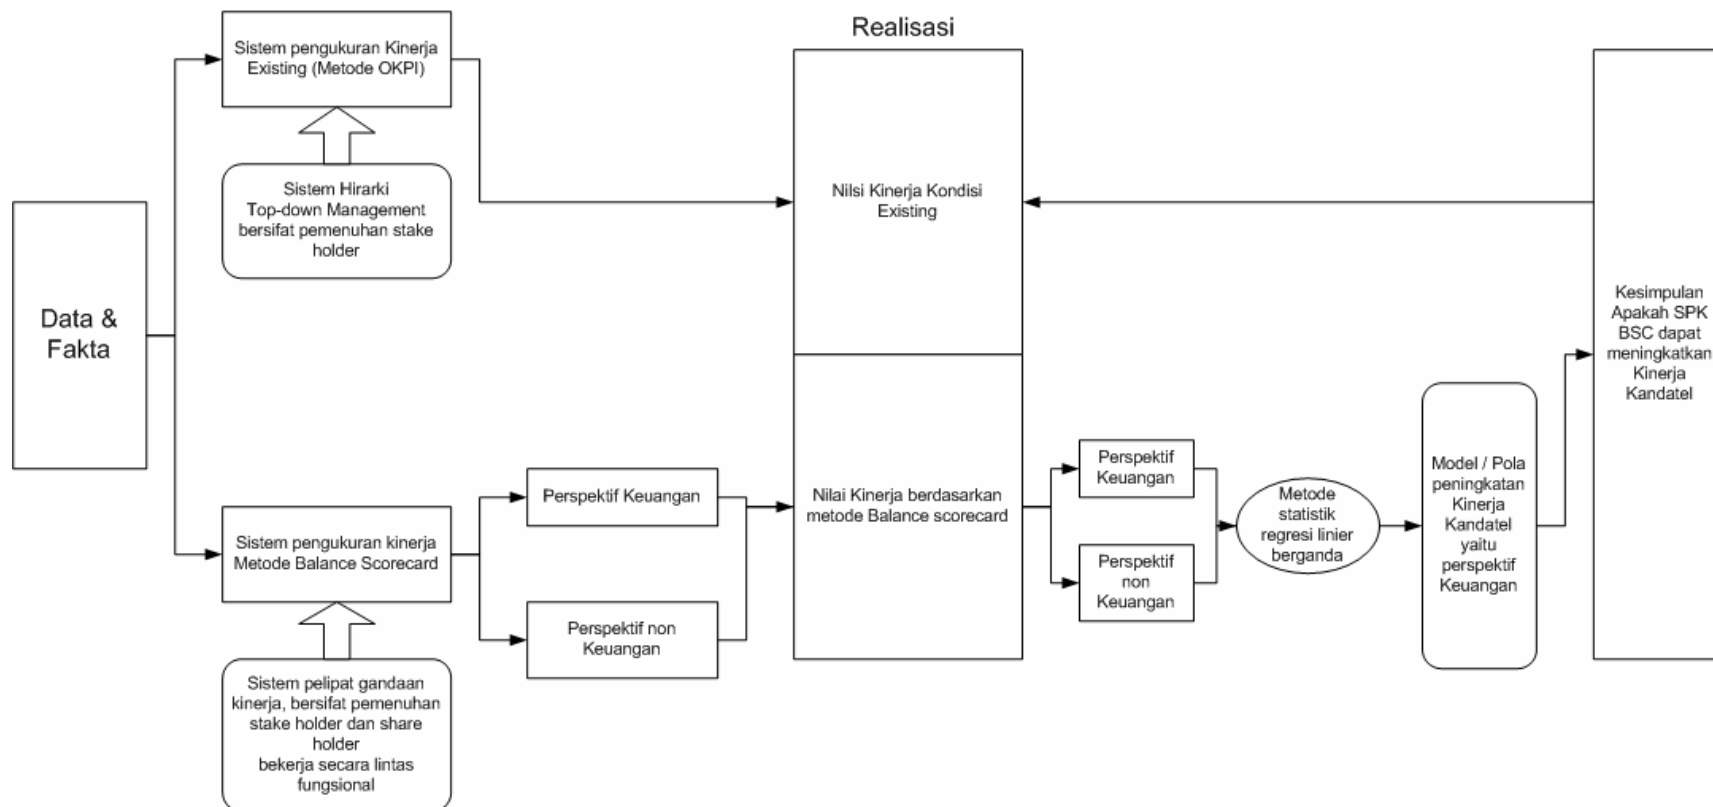 Realisasi
Sistem pengukuran Kinerja
Existing (Metode OKPI)
Sistem Hirarki
Top-down Management
bersifat pemenuhan stake
holder
Data &
Fakta
Sistem pengukuran kinerja
Metode Balance Scorecard
Sistem pelipat gandaan
kinerja, bersifat pemenuhan
stake holder dan share
holder
bekerja secara lintas
fungsional
Perspektif Keuangan
Perspektif non
Keuangan
Nilsi Kinerja Kondisi
Existing
Nilai Kinerja berdasarkan
metode Balance scorecard
Perspektif
Keuangan
Perspektif
non
Keuangan
Metode
statistik
regresi linier
berganda
Model / Pola
peningkatan
Kinerja
Kandatel
yaitu
perspektif
Keuangan
Kesimpulan
Apakah SPK
BSC dapat
meningkatkan
Kinerja
Kandatel